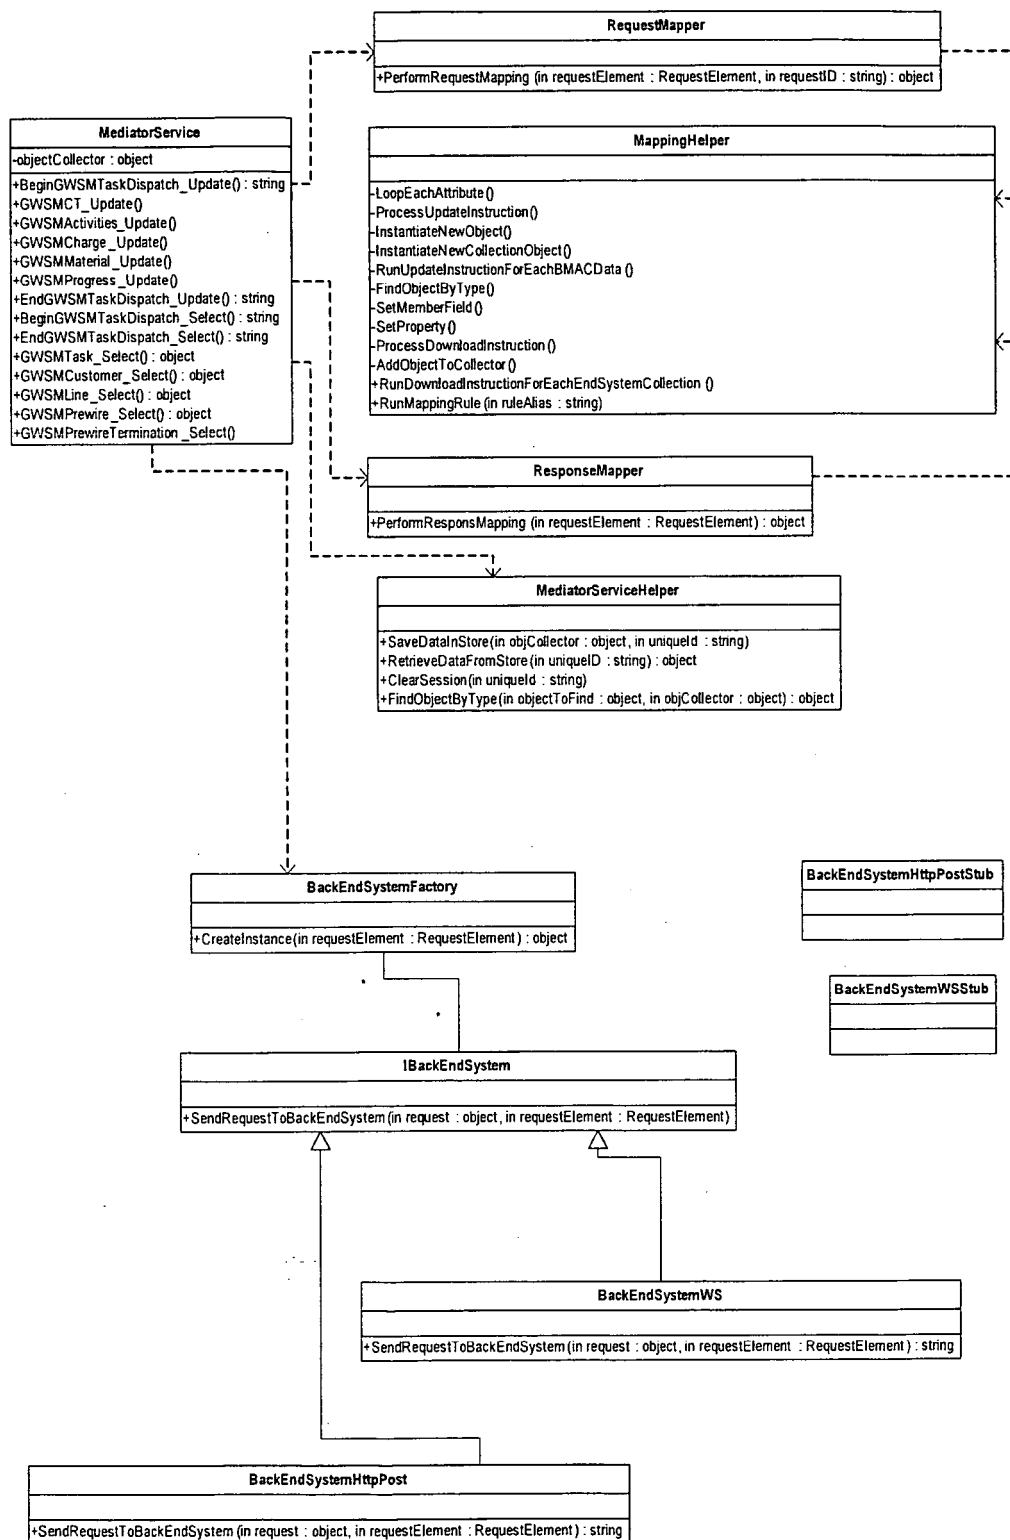 RequestMapper
+PerformRequestMapping (in requestElement : RequestElement, in requestID : string) : object
MediatorService
-objectCollector : object
+BeginGWSMTaskDispatch_Update() : string
+GWSMCT_Update()
+GWSMActivities_Update()
+GWSMCharge_Update()
+GWSMMaterial_Update()
+GWSMProgress_Update()
+EndGWSMTaskDispatch_Update() : string
+BeginGWSMTaskDispatch_Select() : string
+EndGWSMTaskDispatch_Select() : string
+GWSMTask_Select() : object
+GWSMCustomer_Select() : object
+GWSMLine_Select() : object
+GWSMPrewire_Select() : object
+GWSMPrewireTermination_Select()
MappingHelper
-LoopEachAttribute()
-ProcessUpdateInstruction()
-InstantiateNewObject()
-InstantiateNewCollectionObject()
-RunUpdateInstructionForEachBMACData ()
-FindObjectByType()
-SetMemberField()
-SetProperty()
-ProcessDownloadInstruction()
-AddObjectToCollector()
+RunDownloadInstructionForEachEndSystemCollection ()
+RunMappingRule(in ruleAlias : string)
ResponseMapper
+PerformResponsMapping (in requestElement : RequestElement) : object
MediatorServiceHelper
+SaveDataInStore(in objCollector : object, in uniqueId : string)
+RetrieveDataFromStore(in uniqueID : string) : object
+ClearSession(in uniqueId : string)
+FindObjectByType(in objectToFind : object, in objCollector : object) : object
BackEndSystemFactory
+CreateInstance(in requestElement : RequestElement) : object
BackEndSystemHttpPostStub
BackEndSystemWSStub
IBackEndSystem
+SendRequestToBackEndSystem(in request : object, in requestElement : RequestElement)
BackEndSystemWS
+SendRequestToBackEndSystem(in request : object, in requestElement : RequestElement) : string
BackEndSystemHttpPost
+SendRequestToBackEndSystem(in request : object, in requestElement : RequestElement) : string